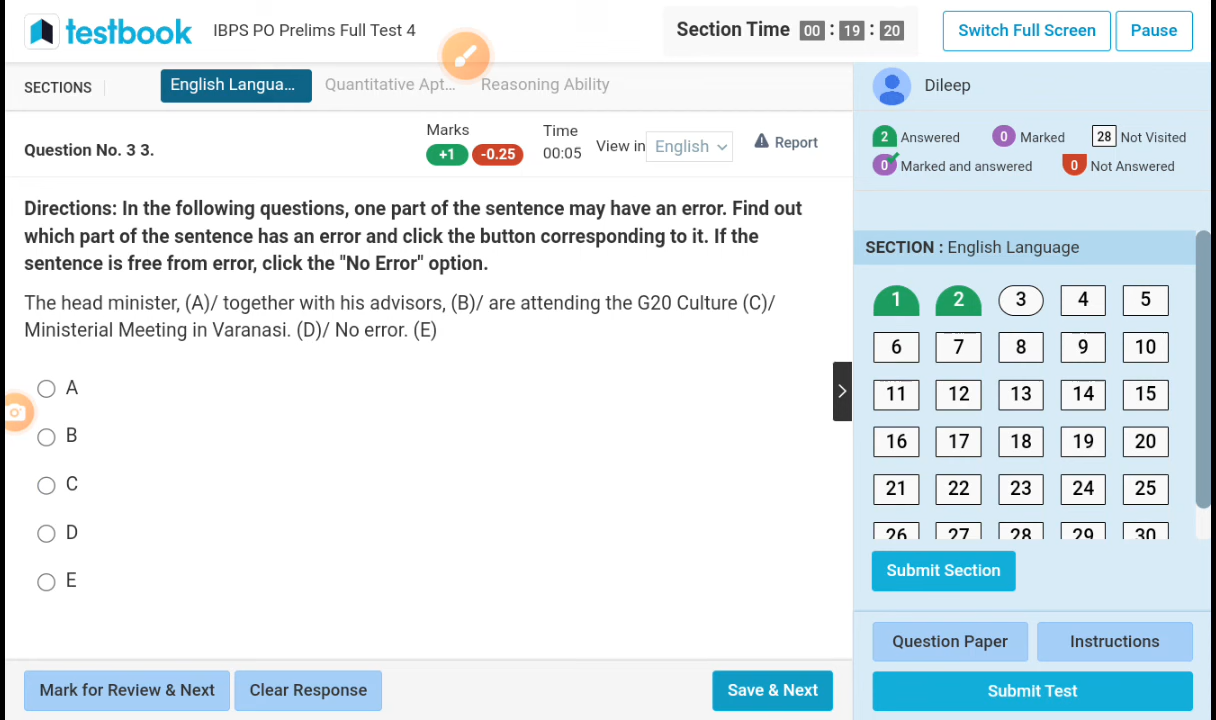 testbook IBPS PO Prelims Full Test 4 Section Time 00 : 19 : 20 Switch Full Screen Pause
SECTIONS English Langua... Quantitative Apt... Reasoning Ability Dileep
Question No. 3 3. Marks +1 -0.25 Time 00:05 View in English Report
2 Answered 0 Marked 28 Not Visited
0 Marked and answered 0 Not Answered
Directions: In the following questions, one part of the sentence may have an error. Find out
which part of the sentence has an error and click the button corresponding to it. If the
sentence is free from error, click the "No Error" option.
The head minister, (A)/ together with his advisors, (B)/ are attending the G20 Culture (C)/
Ministerial Meeting in Varanasi. (D)/ No error. (E)
A
B
C
D
E
SECTION : English Language
1 2 3 4 5
6 7 8 9 10
11 12 13 14 15
16 17 18 19 20
21 22 23 24 25
26 27 28 29 30
Submit Section
Question Paper Instructions
Mark for Review & Next Clear Response Save & Next Submit Test